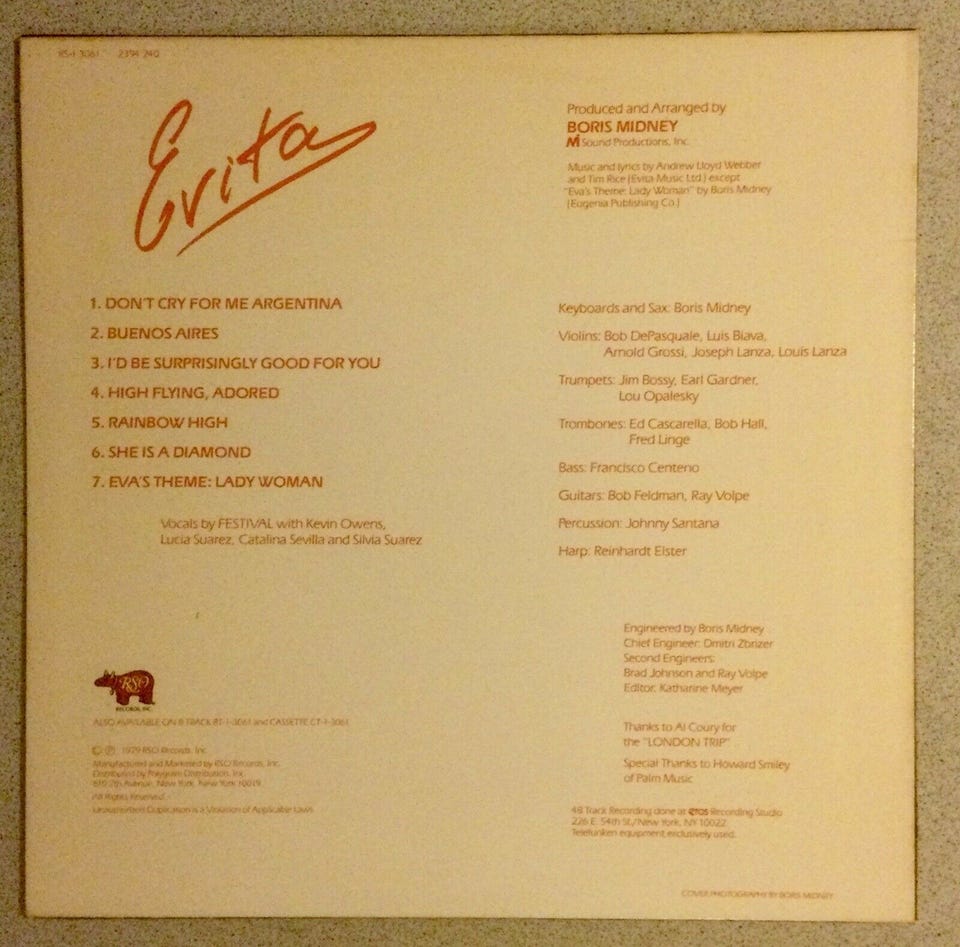 RS-1-3061 2394 240
Evita
Produced and Arranged by
BORIS MIDNEY
M Sound Productions, Inc.
Music and lyrics by Andrew Lloyd Webber
and Tim Rice (Evita Music Ltd.) except
"Eva's Theme: Lady Woman" by Boris Midney
(Eugenia Publishing Co.)
1. DON'T CRY FOR ME ARGENTINA
2. BUENOS AIRES
3. I'D BE SURPRISINGLY GOOD FOR YOU
4. HIGH FLYING, ADORED
5. RAINBOW HIGH
6. SHE IS A DIAMOND
7. EVA'S THEME: LADY WOMAN
Vocals by FESTIVAL with Kevin Owens,
Lucia Suarez, Catalina Sevilla and Silvia Suarez
Keyboards and Sax: Boris Midney
Violins: Bob DePasquale, Luis Biava,
Arnold Grossi, Joseph Lanza, Louis Lanza
Trumpets: Jim Bossy, Earl Gardner,
Lou Opalesky
Trombones: Ed Cascarella, Bob Hall,
Fred Linge
Bass: Francisco Centeno
Guitars: Bob Feldman, Ray Volpe
Percussion: Johnny Santana
Harp: Reinhardt Elster
Engineered by Boris Midney
Chief Engineer: Dmitri Zbrizer
Second Engineers:
Brad Johnson and Ray Volpe
Editor: Katharine Meyer
Thanks to Al Coury for
the "LONDON TRIP"
Special Thanks to Howard Smiley
of Palm Music
48 Track Recording done at eras Recording Studio
226 E. 54th St./New York, NY 10022
Telefunken equipment exclusively used.
RSO
RECORDS, INC.
ALSO AVAILABLE ON 8 TRACK 8T-1-3061 and CASSETTE CT-1-3061
© ℗ 1979 RSO Records, Inc.
Manufactured and Marketed by RSO Records, Inc.
Distributed by Polygram Distribution, Inc.
810 7th Avenue, New York, New York 10019
All Rights Reserved
Unauthorized Duplication is a Violation of Applicable Laws
COVER PHOTOGRAPHY BY BORIS MIDNEY